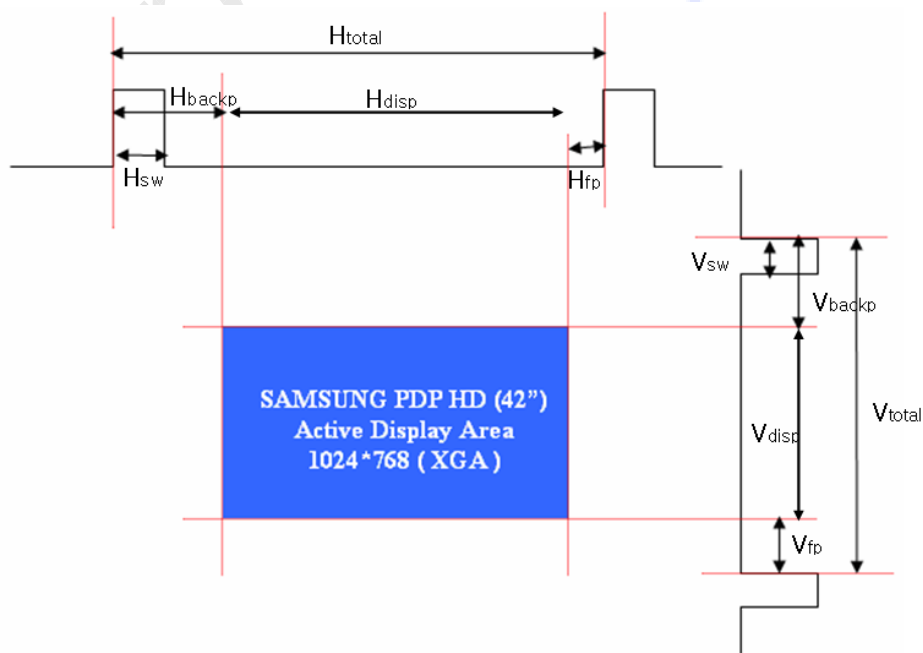 Htotal
Hbackp
Hdisp
Hsw
Hfp
Vsw
Vbackp
SAMSUNG PDP HD (42”)
Active Display Area
1024*768 ( XGA )
Vdisp
Vtotal
Vfp